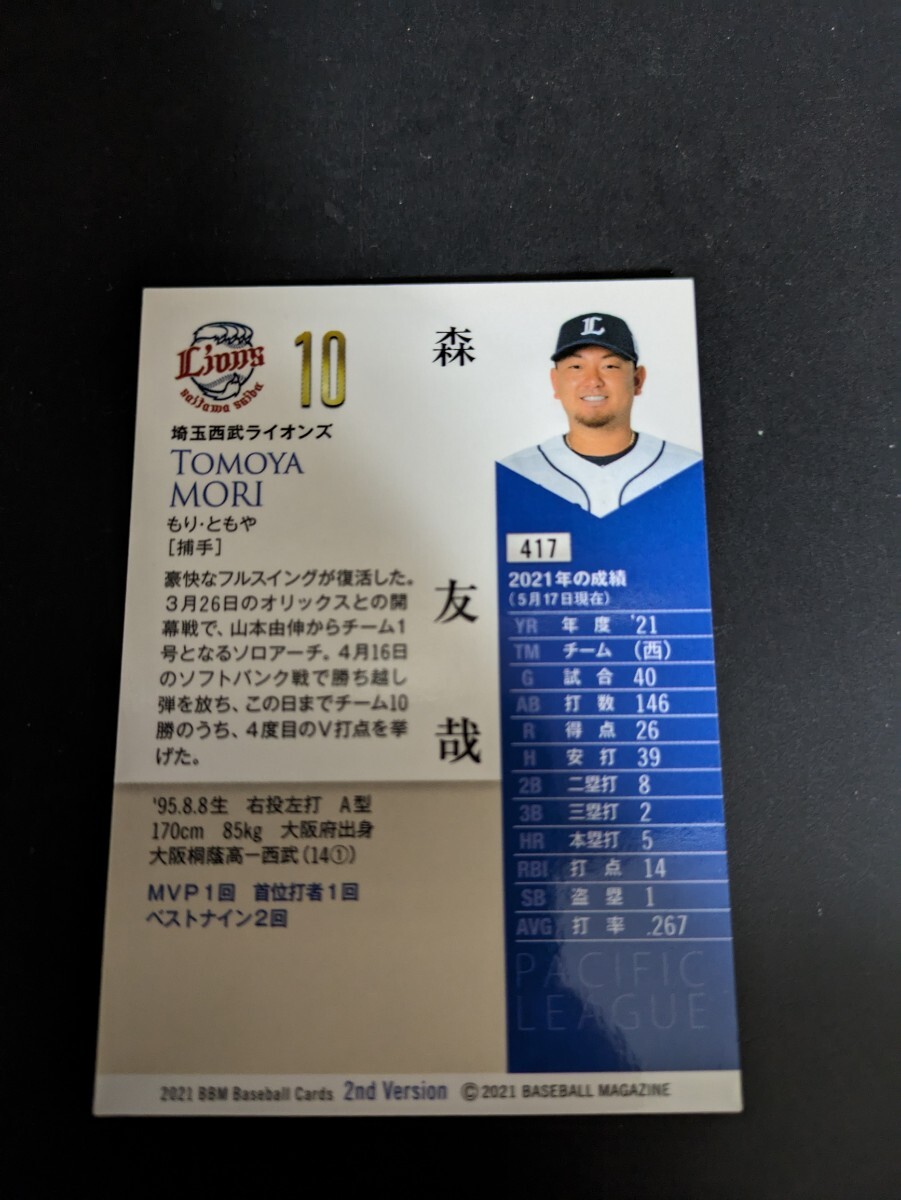 Lions
saitama seibu
10
埼玉西武ライオンズ
TOMOYA
MORI
もり・ともや
[捕手]
森 友 哉
豪快なフルスイングが復活した。
3月26日のオリックスとの開
幕戦で、山本由伸からチーム1
号となるソロアーチ。4月16日
のソフトバンク戦で勝ち越し
弾を放ち、この日までチーム10
勝のうち、4度目のV打点を挙
げた。
'95.8.8生 右投左打 A型
170cm 85kg 大阪府出身
大阪桐蔭高ー西武(14①)
MVP1回 首位打者1回
ベストナイン2回
L
417
2021年の成績
(5月17日現在)
YR 年度 '21
TM チーム (西)
G 試合 40
AB 打数 146
R 得点 26
H 安打 39
2B 二塁打 8
3B 三塁打 2
HR 本塁打 5
RBI 打点 14
SB 盗塁 1
AVG 打率 .267
PACIFIC
LEAGUE
2021 BBM Baseball Cards 2nd Version ©2021 BASEBALL MAGAZINE